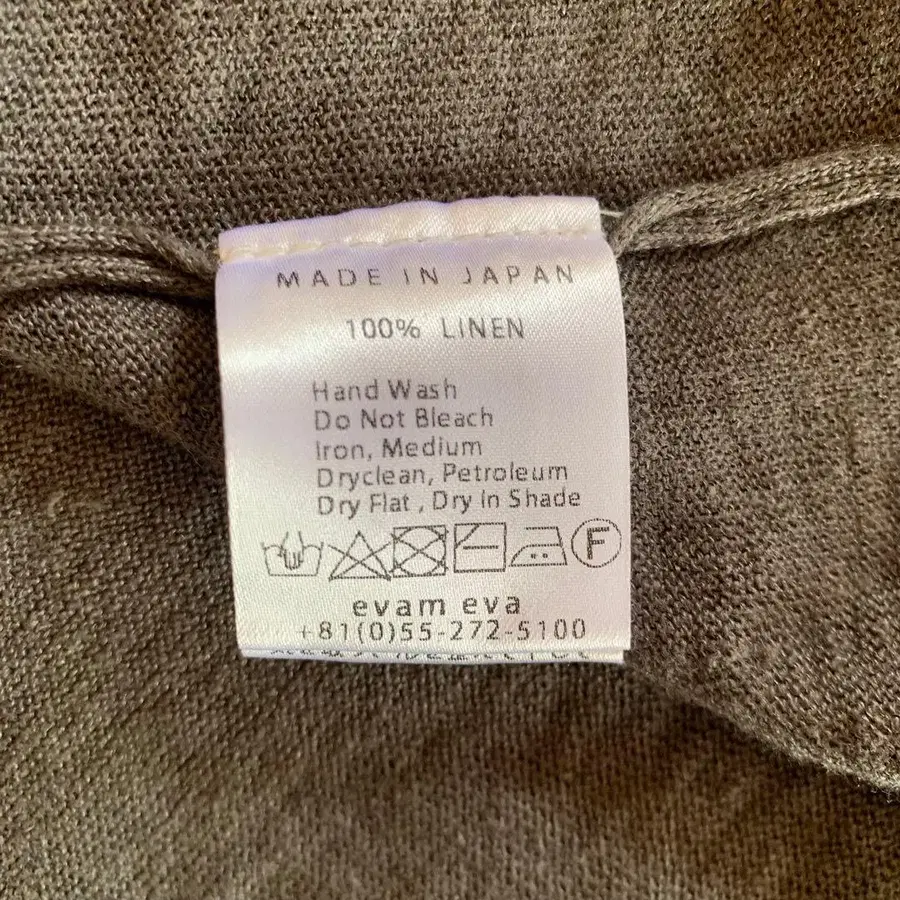 MADE IN JAPAN
100% LINEN
Hand Wash
Do Not Bleach
Iron, Medium
Dryclean, Petroleum
Dry Flat , Dry in Shade
F
evam eva
+81(0)55-272-5100